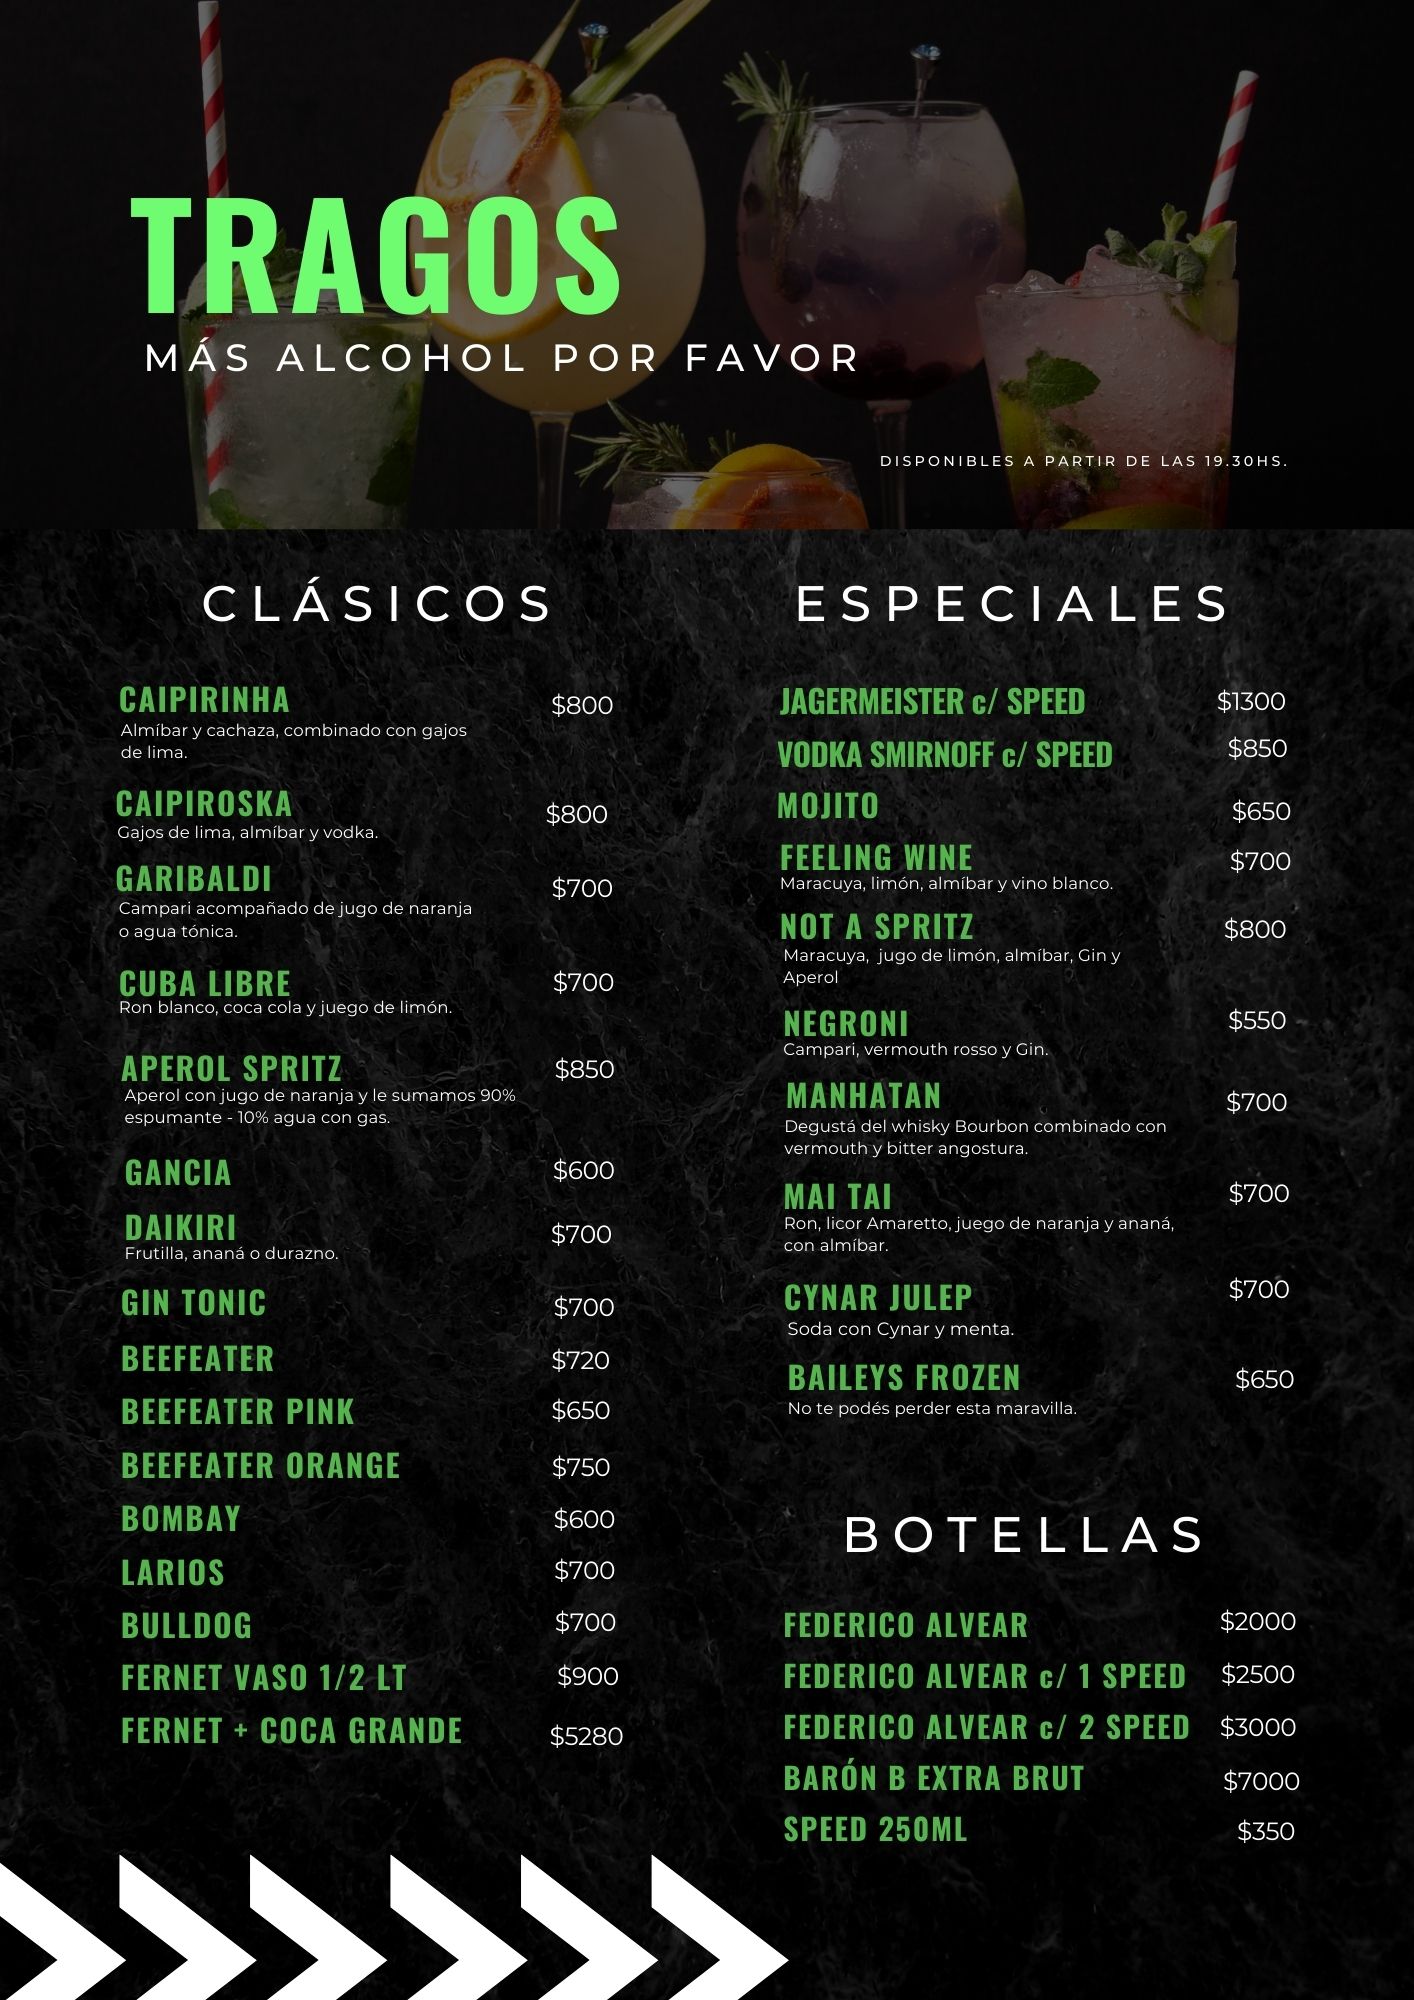 TRAGOS
MÁS ALCOHOL POR FAVOR
DISPONIBLES A PARTIR DE LAS 19.30HS.
CLÁSICOS
CAIPIRINHA $800
Almíbar y cachaza, combinado con gajos
de lima.
CAIPIROSKA $800
Gajos de lima, almíbar y vodka.
GARIBALDI $700
Campari acompañado de jugo de naranja
o agua tónica.
CUBA LIBRE $700
Ron blanco, coca cola y juego de limón.
APEROL SPRITZ $850
Aperol con jugo de naranja y le sumamos 90%
espumante - 10% agua con gas.
GANCIA $600
DAIKIRI $700
Frutilla, ananá o durazno.
GIN TONIC $700
BEEFEATER $720
BEEFEATER PINK $650
BEEFEATER ORANGE $750
BOMBAY $600
LARIOS $700
BULLDOG $700
FERNET VASO 1/2 LT $900
FERNET + COCA GRANDE $5280
ESPECIALES
JAGERMEISTER c/ SPEED $1300
VODKA SMIRNOFF c/ SPEED $850
MOJITO $650
FEELING WINE $700
Maracuya, limón, almíbar y vino blanco.
NOT A SPRITZ $800
Maracuya, jugo de limón, almíbar, Gin y
Aperol
NEGRONI $550
Campari, vermouth rosso y Gin.
MANHATAN $700
Degustá del whisky Bourbon combinado con
vermouth y bitter angostura.
MAI TAI $700
Ron, licor Amaretto, juego de naranja y ananá,
con almíbar.
CYNAR JULEP $700
Soda con Cynar y menta.
BAILEYS FROZEN $650
No te podés perder esta maravilla.
BOTELLAS
FEDERICO ALVEAR $2000
FEDERICO ALVEAR c/ 1 SPEED $2500
FEDERICO ALVEAR c/ 2 SPEED $3000
BARÓN B EXTRA BRUT $7000
SPEED 250ML $350